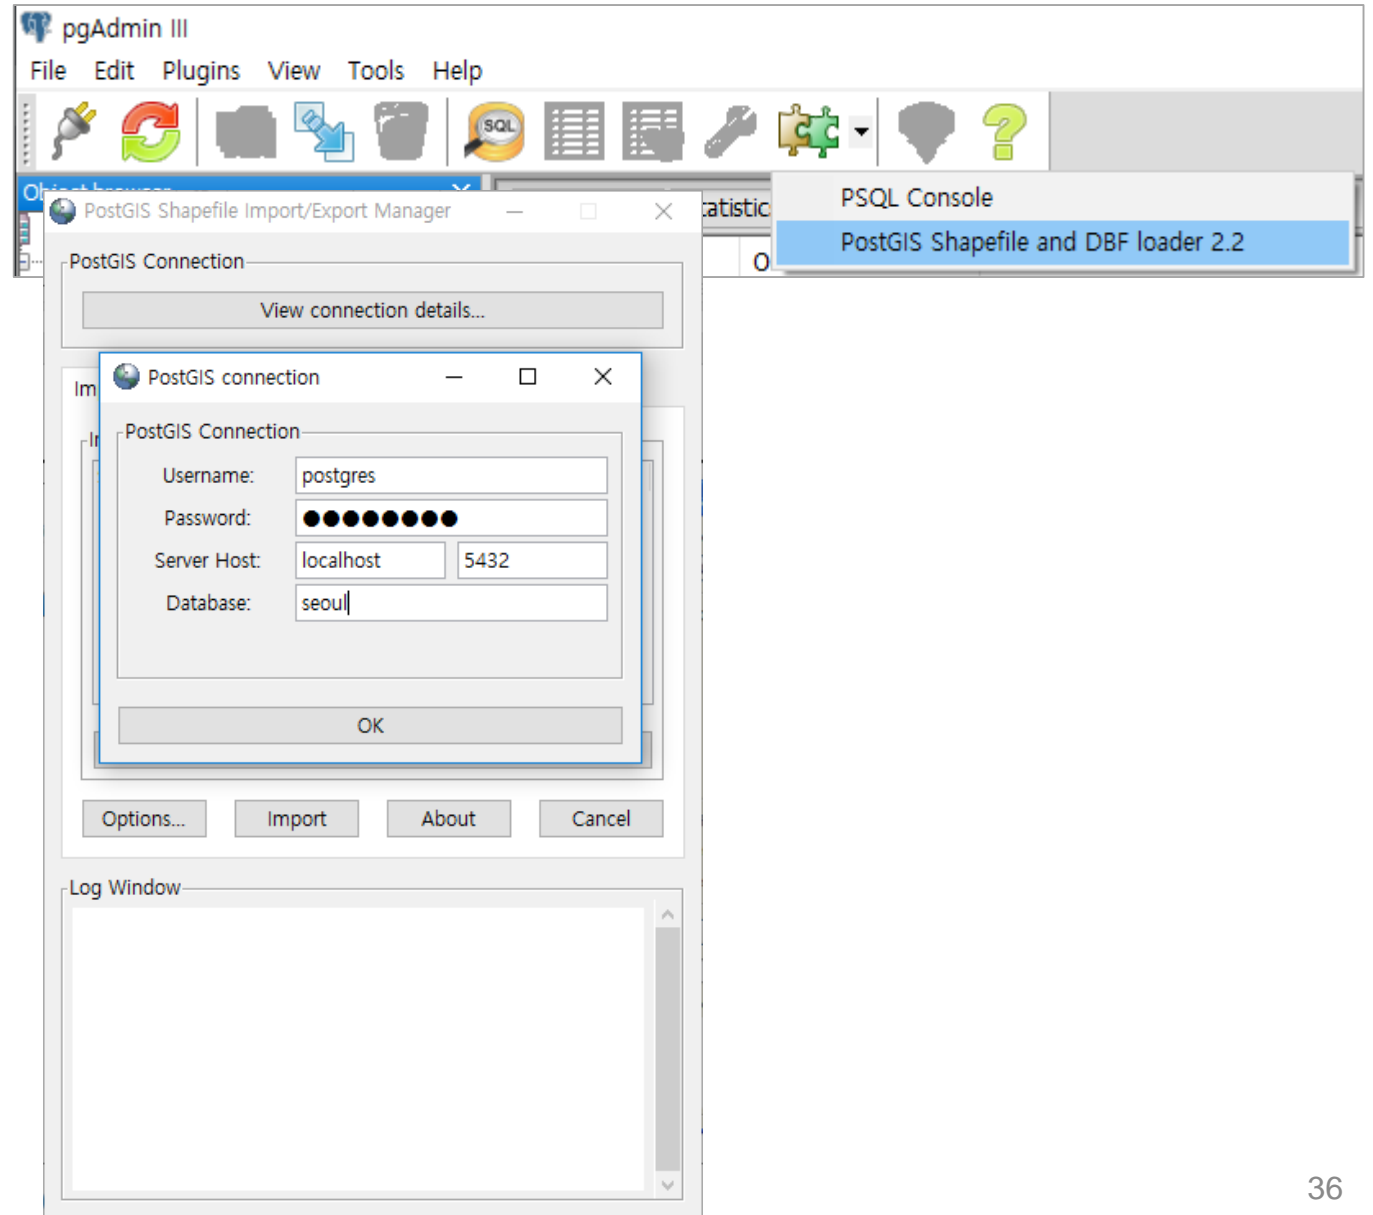 pgAdmin III
File Edit Plugins View Tools Help
SQL
Object browser
PSQL Console
PostGIS Shapefile and DBF loader 2.2
PostGIS Shapefile Import/Export Manager
PostGIS Connection
View connection details...
PostGIS connection
PostGIS Connection
Username: postgres
Password: ●●●●●●●●
Server Host: localhost 5432
Database: seoul
OK
Options... Import About Cancel
Log Window
36